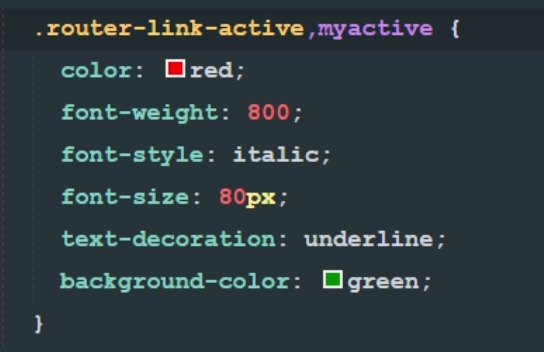 .router-link-active,myactive {
color: red;
font-weight: 800;
font-style: italic;
font-size: 80px;
text-decoration: underline;
background-color: green;
}